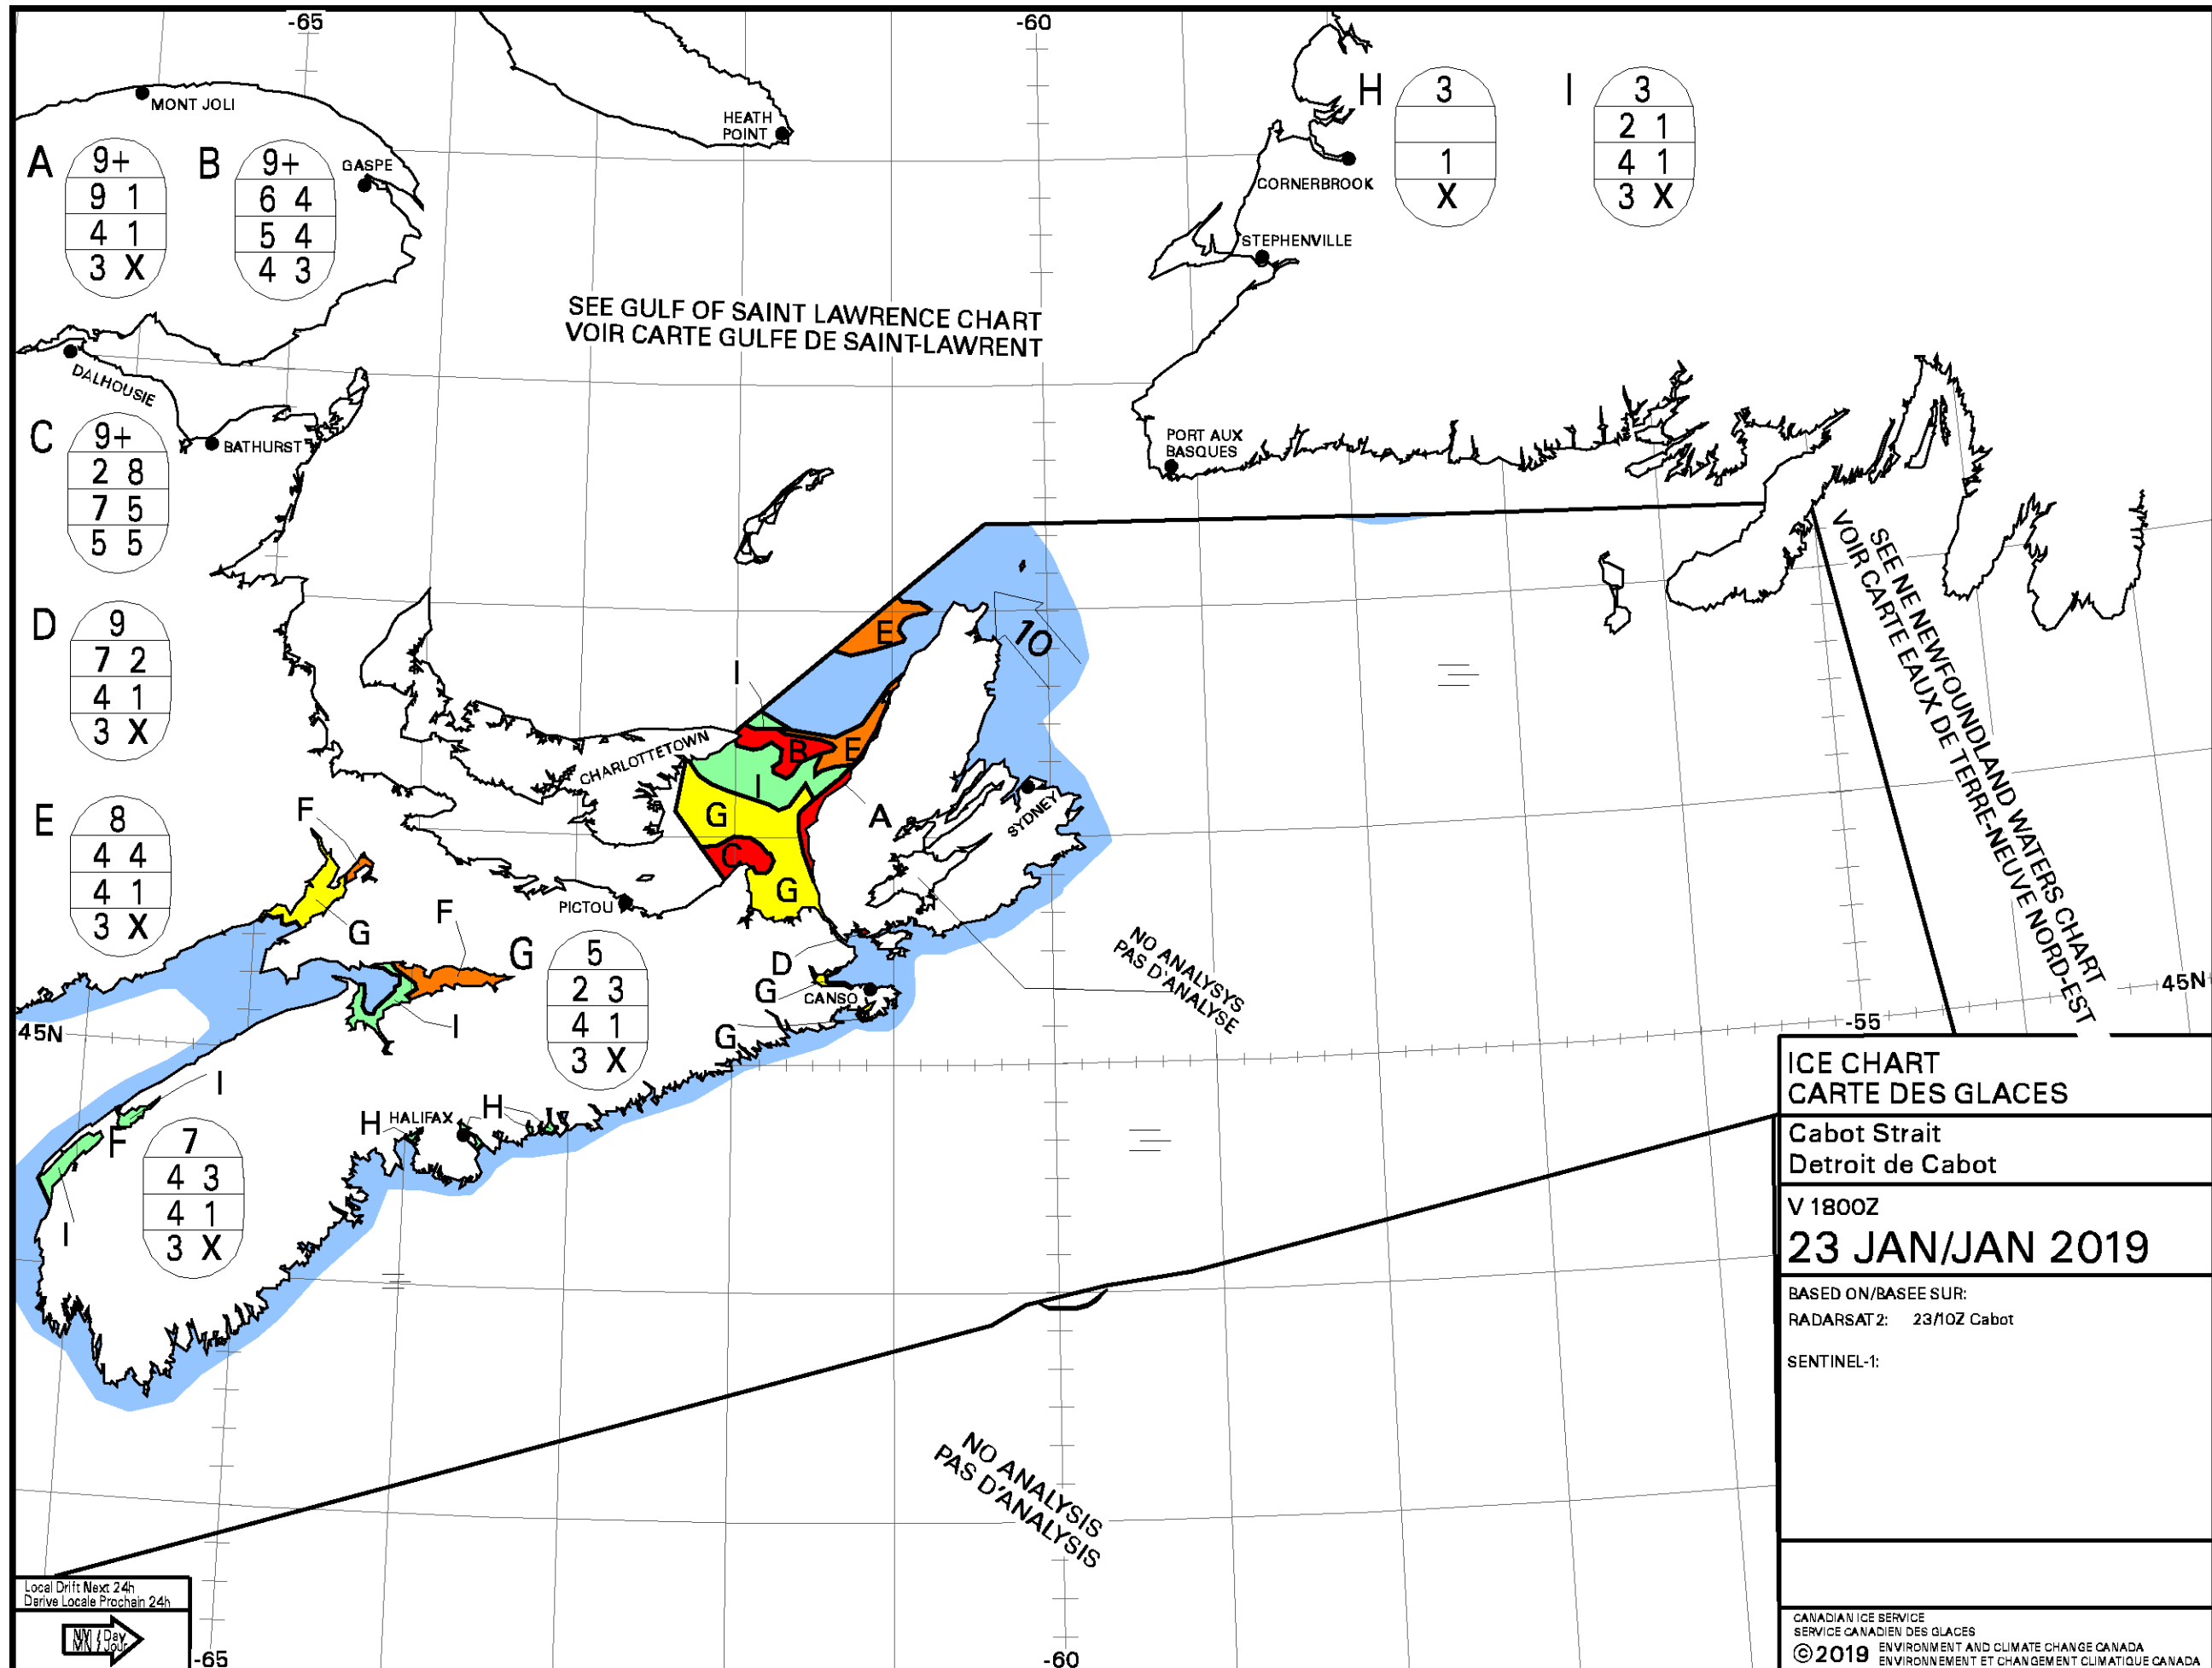 -65
-60
MONT JOLI
HEATH
POINT
GASPE
A
9+
9 1
4 1
3 X
B
9+
6 4
5 4
4 3
H
3
1
X
I
3
2 1
4 1
3 X
CORNERBROOK
STEPHENVILLE
SEE GULF OF SAINT LAWRENCE CHART
VOIR CARTE GULFE DE SAINT-LAWRENT
DALHOUSIE
BATHURST
C
9+
2 8
7 5
5 5
PORT AUX
BASQUES
SEE NE NEWFOUNDLAND WATERS CHART
VOIR CARTE EAUX DE TERRE-NEUVE NORD-EST
D
9
7 2
4 1
3 X
E
10
I
CHARLOTTETOWN
B
E
I
G
A
SYDNEY
E
8
4 4
4 1
3 X
F
C
G
PICTOU
G
F
G
5
2 3
4 1
3 X
D
G
CANSO
G
NO ANALYSYS
PAS D'ANALYSE
45N
-55
45N
I
I
H
HALIFAX
H
F
7
4 3
4 1
3 X
I
ICE CHART
CARTE DES GLACES
Cabot Strait
Detroit de Cabot
V 1800Z
23 JAN/JAN 2019
BASED ON/BASEE SUR:
RADARSAT2: 23/10Z Cabot
SENTINEL-1:
NO ANALYSIS
PAS D'ANALYSIS
Local Drift Next 24h
Derive Locale Prochain 24h
NM / Day
MN / Jour
-65
-60
CANADIAN ICE SERVICE
SERVICE CANADIEN DES GLACES
©2019 ENVIRONMENT AND CLIMATE CHANGE CANADA
ENVIRONNEMENT ET CHANGEMENT CLIMATIQUE CANADA